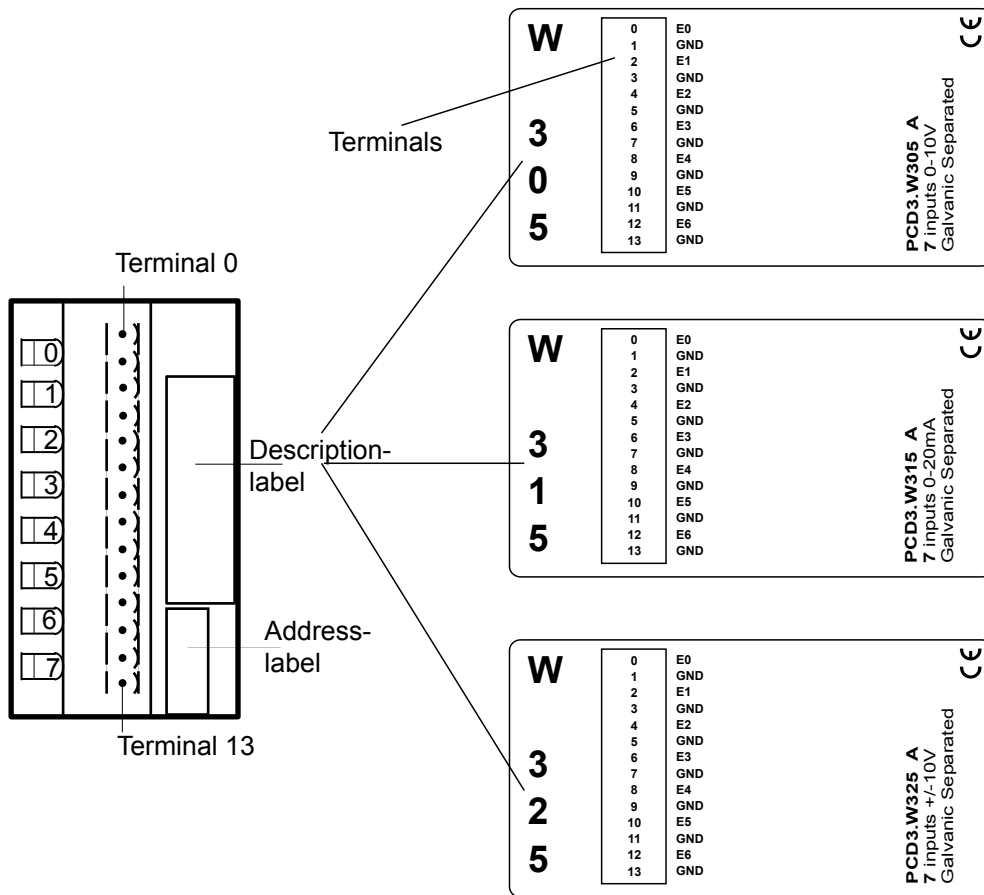 Terminal 0
0
1
2
3
4
5
6
7
Description-
label
Address-
label
Terminal 13
Terminals
W
3
0
5
0 E0
1 GND
2 E1
3 GND
4 E2
5 GND
6 E3
7 GND
8 E4
9 GND
10 E5
11 GND
12 E6
13 GND
PCD3.W305 A
7 inputs 0-10V
Galvanic Separated
CE
W
3
1
5
0 E0
1 GND
2 E1
3 GND
4 E2
5 GND
6 E3
7 GND
8 E4
9 GND
10 E5
11 GND
12 E6
13 GND
PCD3.W315 A
7 inputs 0-20mA
Galvanic Separated
CE
W
3
2
5
0 E0
1 GND
2 E1
3 GND
4 E2
5 GND
6 E3
7 GND
8 E4
9 GND
10 E5
11 GND
12 E6
13 GND
PCD3.W325 A
7 inputs +/-10V
Galvanic Separated
CE